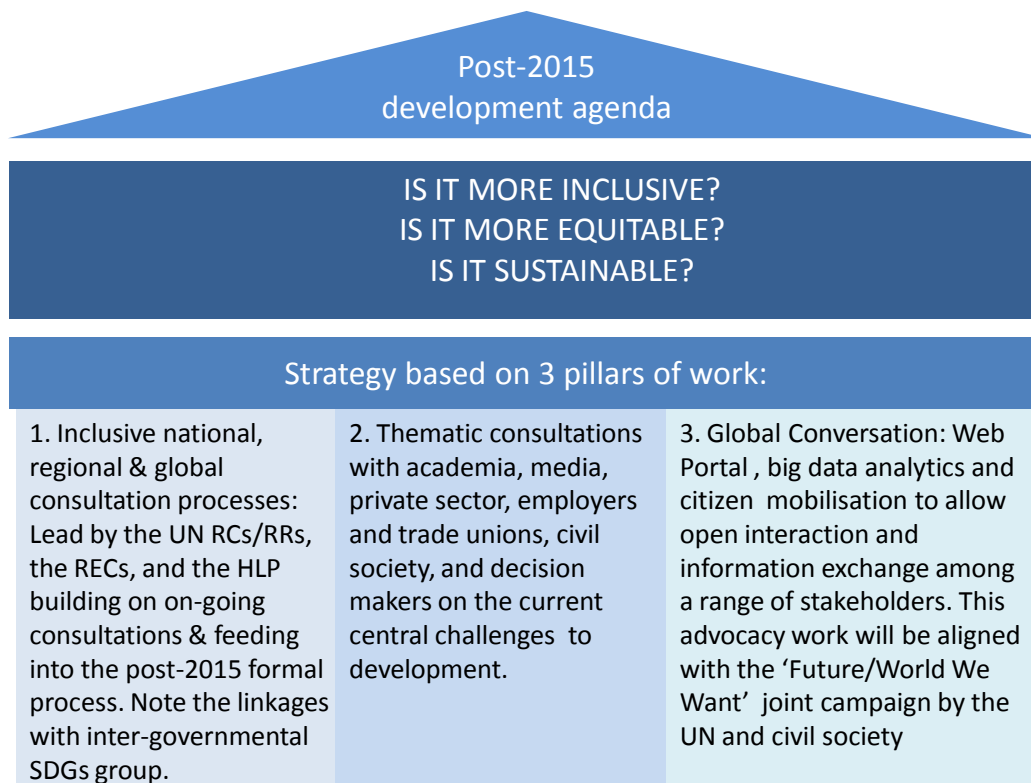 Post-2015
development agenda
IS IT MORE INCLUSIVE?
IS IT MORE EQUITABLE?
IS IT SUSTAINABLE?
Strategy based on 3 pillars of work:
1. Inclusive national,
regional & global
consultation processes:
Lead by the UN RCs/RRs,
the RECs, and the HLP
building on on-going
consultations & feeding
into the post-2015 formal
process. Note the linkages
with inter-governmental
SDGs group.
2. Thematic consultations
with academia, media,
private sector, employers
and trade unions, civil
society, and decision
makers on the current
central challenges to
development.
3. Global Conversation: Web
Portal , big data analytics and
citizen mobilisation to allow
open interaction and
information exchange among
a range of stakeholders. This
advocacy work will be aligned
with the ‘Future/World We
Want’ joint campaign by the
UN and civil society